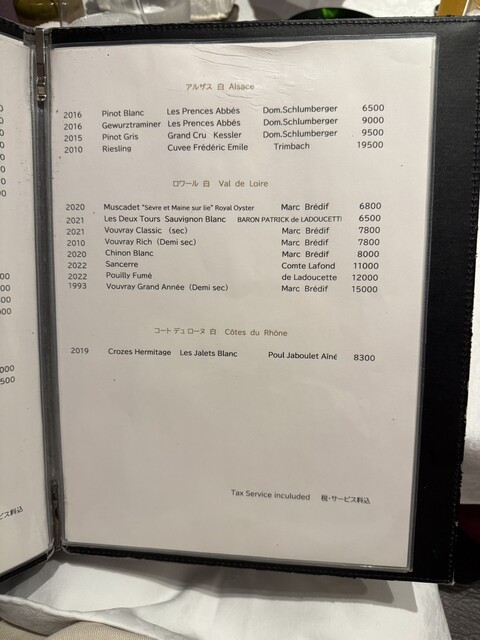 アルザス 白 Alsace
2016 Pinot Blanc Les Prences Abbés Dom.Schlumberger 6500
2016 Gewurztraminer Les Prences Abbés Dom.Schlumberger 9000
2015 Pinot Gris Grand Cru Kessler Dom.Schlumberger 9500
2010 Riesling Cuvee Frédéric Emile Trimbach 19500
ロワール 白 Val de Loire
2020 Muscadet "Sèvre et Maine sur lie" Royal Oyster Marc Brédif 6800
2021 Les Deux Tours Sauvignon Blanc BARON PATRICK de LADOUCETTE 6500
2021 Vouvray Classic (sec) Marc Brédif 7800
2010 Vouvray Rich (Demi sec) Marc Brédif 7800
2020 Chinon Blanc Marc Brédif 8000
2022 Sancerre Comte Lafond 11000
2022 Pouilly Fumé de Ladoucette 12000
1993 Vouvray Grand Année (Demi sec) Marc Brédif 15000
コート デュ ローヌ 白 Côtes du Rhône
2019 Crozes Hermitage Les Jalets Blanc Poul Jaboulet Aîné 8300
Tax Service inculuded 税・サービス料込